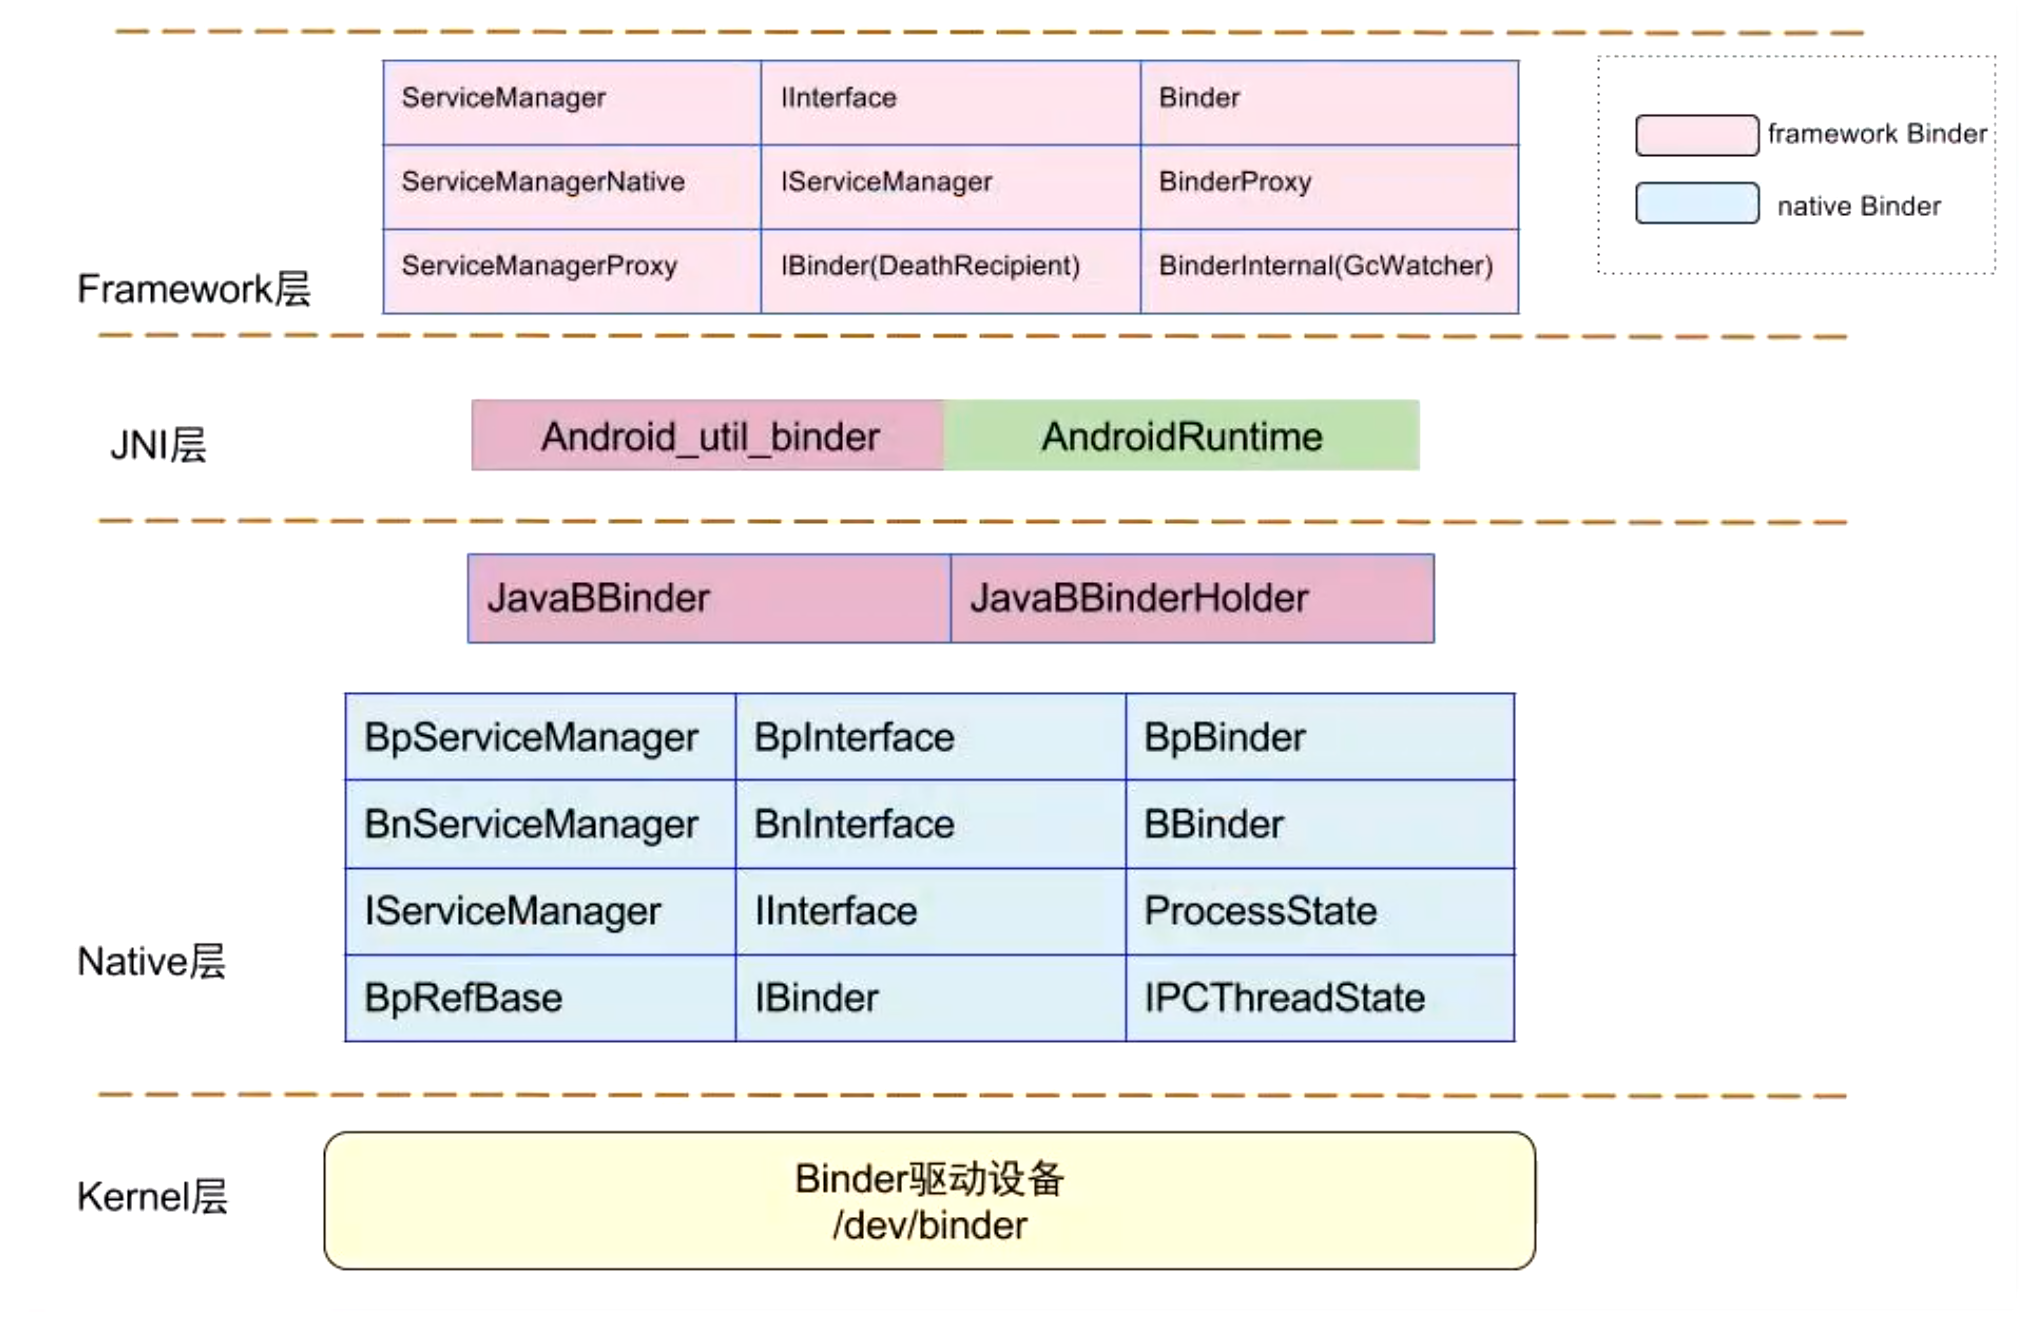 ServiceManager IInterface Binder
framework Binder
ServiceManagerNative IServiceManager BinderProxy
native Binder
ServiceManagerProxy IBinder(DeathRecipient) BinderInternal(GcWatcher)
Framework层
JNI层
Android_util_binder AndroidRuntime
JavaBBinder JavaBBinderHolder
BpServiceManager BpInterface BpBinder
BnServiceManager BnInterface BBinder
IServiceManager IInterface ProcessState
Native层
BpRefBase IBinder IPCThreadState
Kernel层
Binder驱动设备
/dev/binder